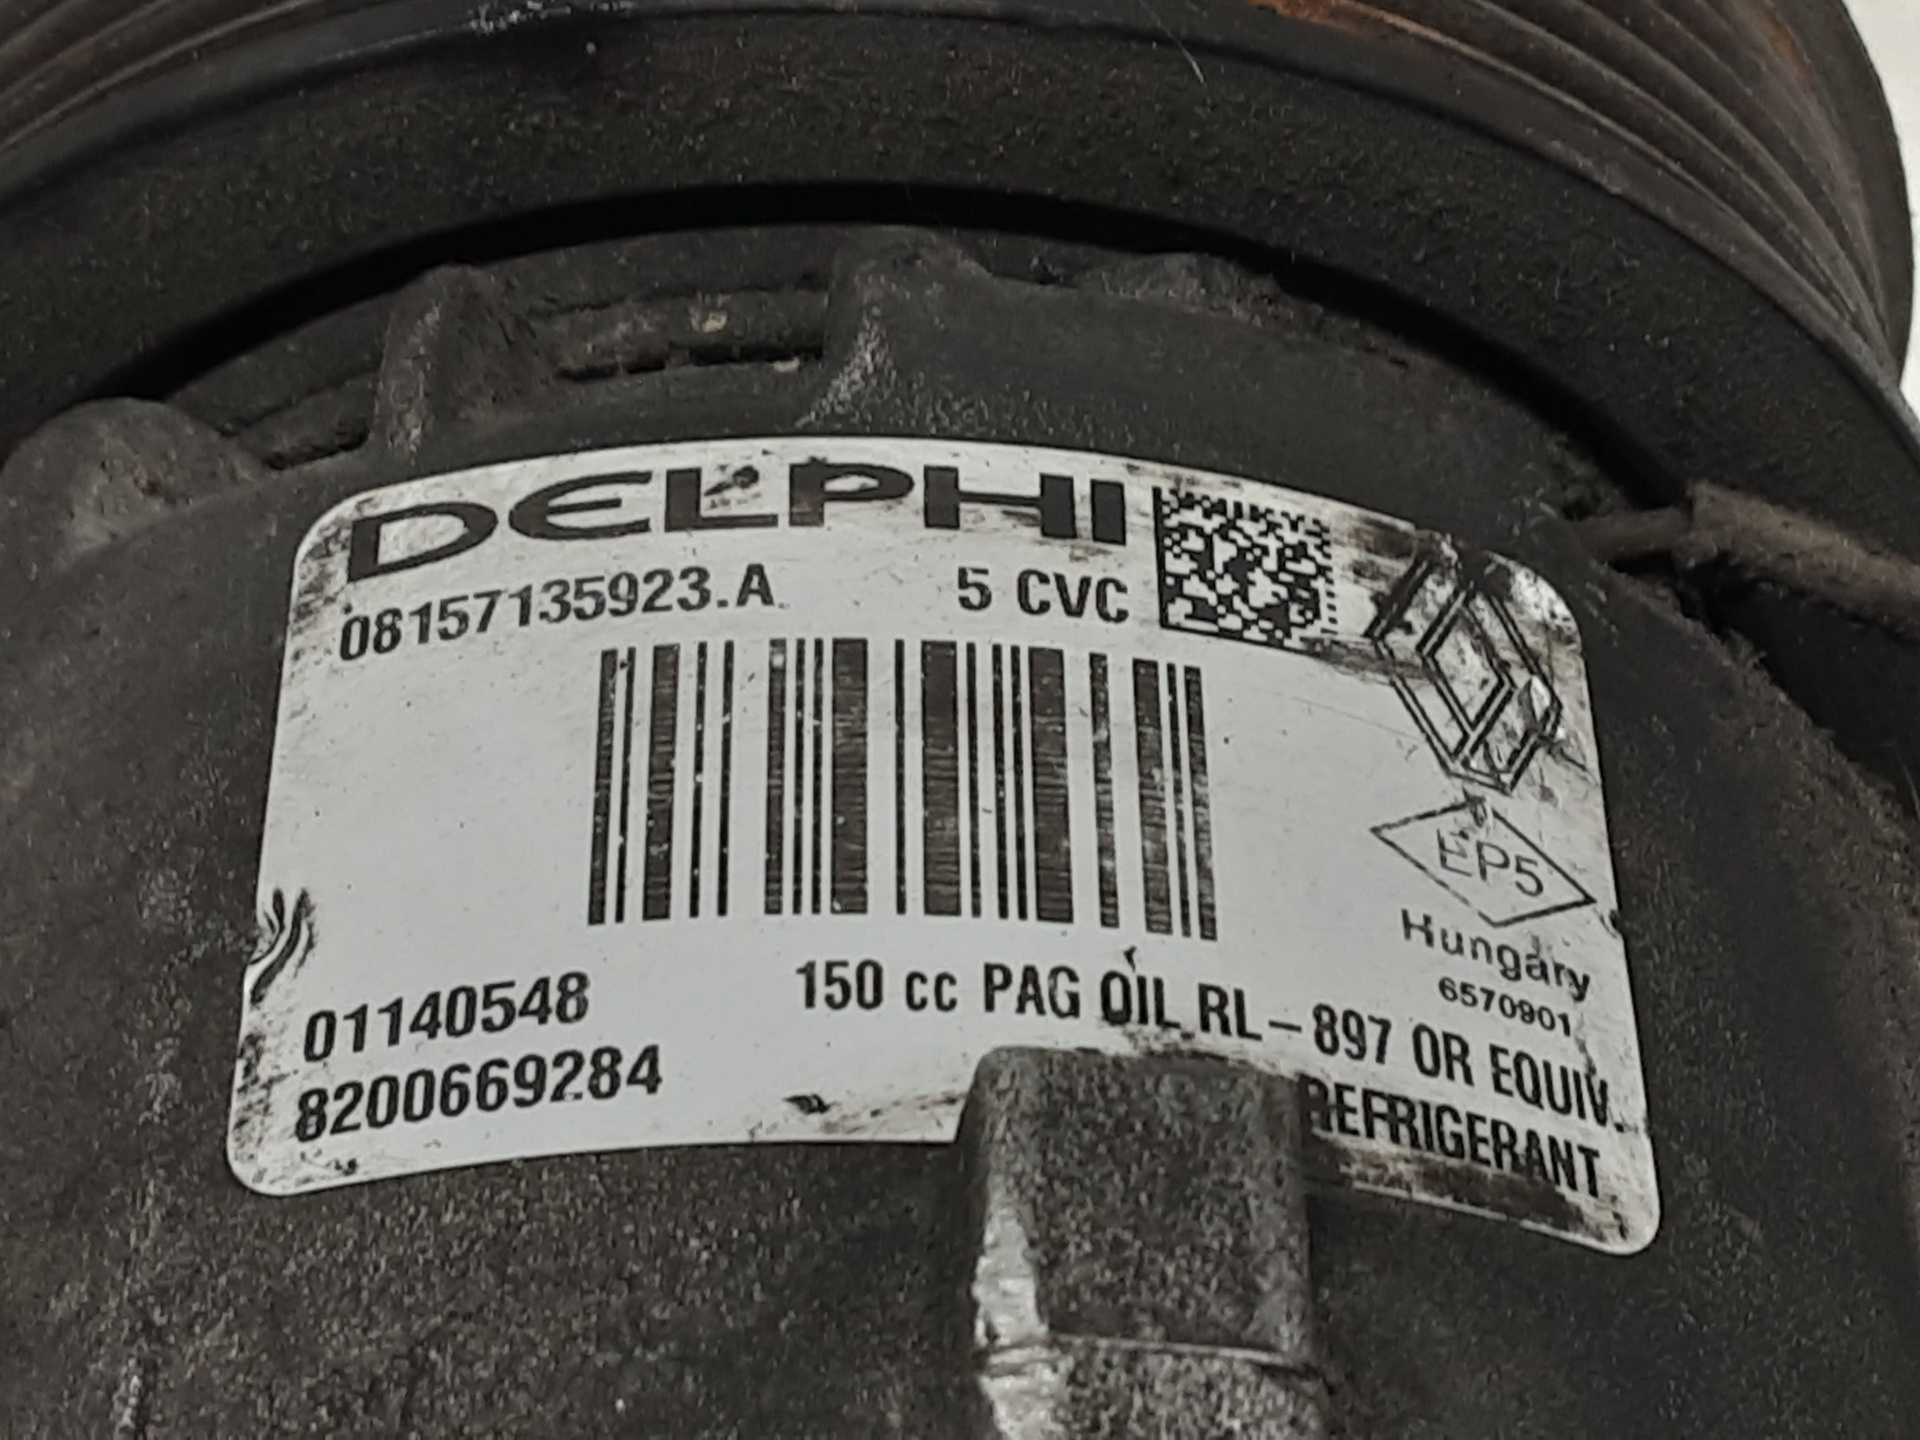 DELPHI
08157135923.A 5 CVC
EP5
Hungary
6570901
01140548 150 cc PAG OIL RL-897 OR EQUIV.
8200669284 REFRIGERANT